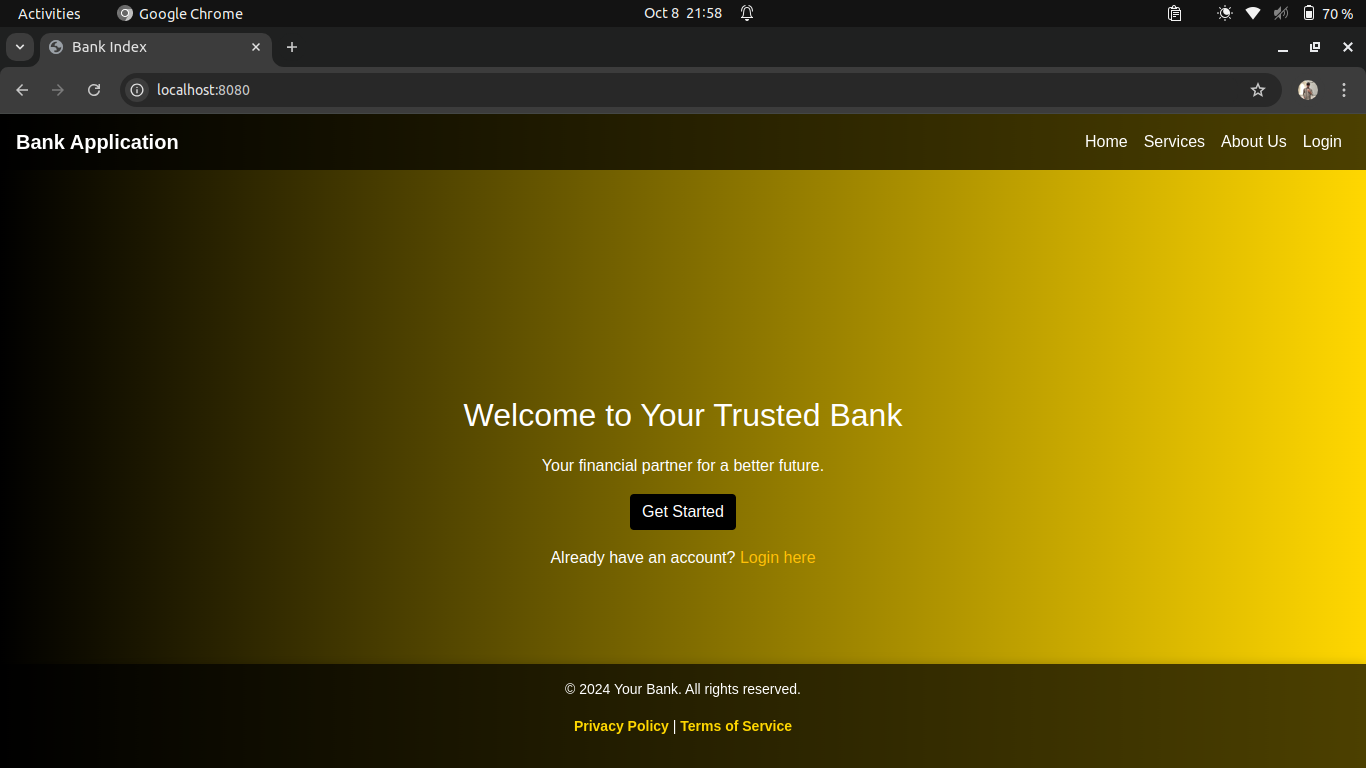 Activities Google Chrome Oct 8 21:58 70 %
Bank Index
localhost:8080
Bank Application Home Services About Us Login
Welcome to Your Trusted Bank
Your financial partner for a better future.
Get Started
Already have an account? Login here
© 2024 Your Bank. All rights reserved.
Privacy Policy | Terms of Service